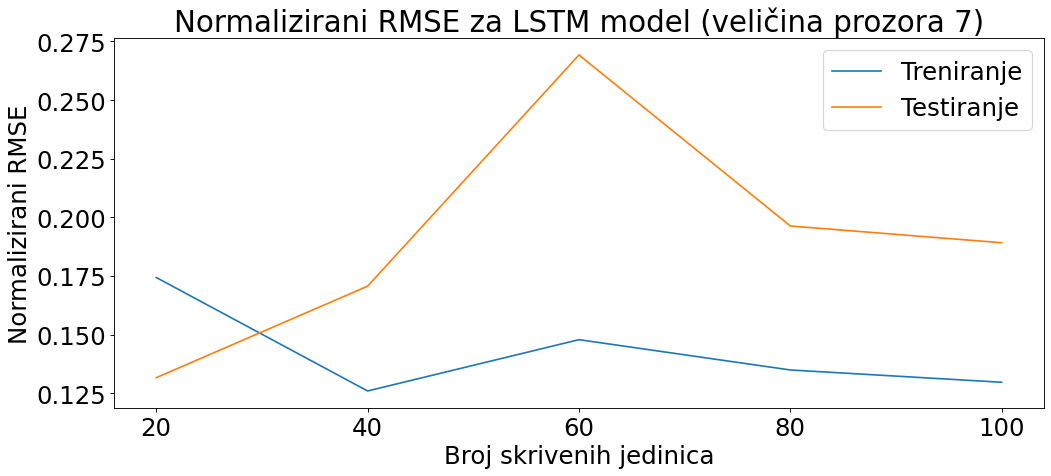 Normalizirani RMSE za LSTM model (veličina prozora 7)
Normalizirani RMSE
0.275
0.250
0.225
0.200
0.175
0.150
0.125
Treniranje
Testiranje
20 40 60 80 100
Broj skrivenih jedinica